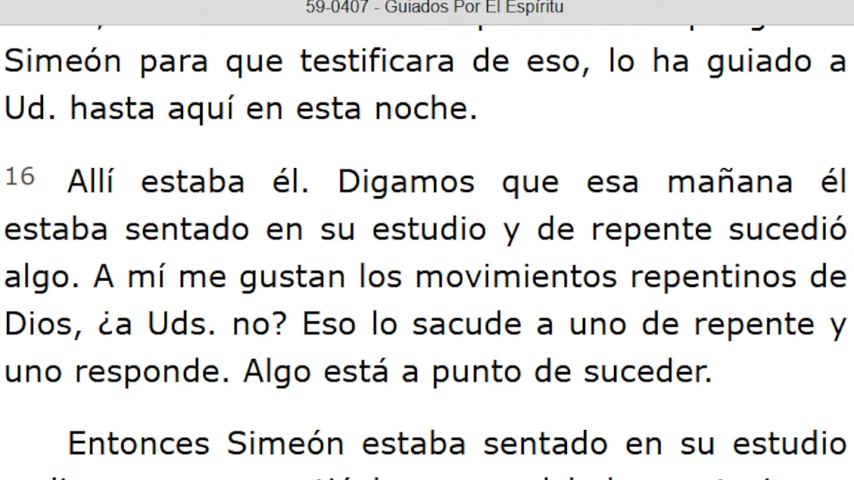 59-0407 - Guiados Por El Espíritu
Simeón para que testificara de eso, lo ha guiado a
Ud. hasta aquí en esta noche.
16 Allí estaba él. Digamos que esa mañana él
estaba sentado en su estudio y de repente sucedió
algo. A mí me gustan los movimientos repentinos de
Dios, ¿a Uds. no? Eso lo sacude a uno de repente y
uno responde. Algo está a punto de suceder.
Entonces Simeón estaba sentado en su estudio